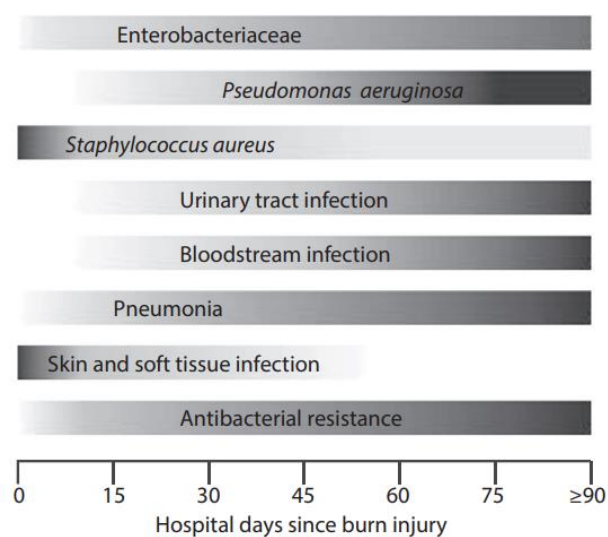 Enterobacteriaceae
Pseudomonas aeruginosa
Staphylococcus aureus
Urinary tract infection
Bloodstream infection
Pneumonia
Skin and soft tissue infection
Antibacterial resistance
0 15 30 45 60 75 ≥90
Hospital days since burn injury